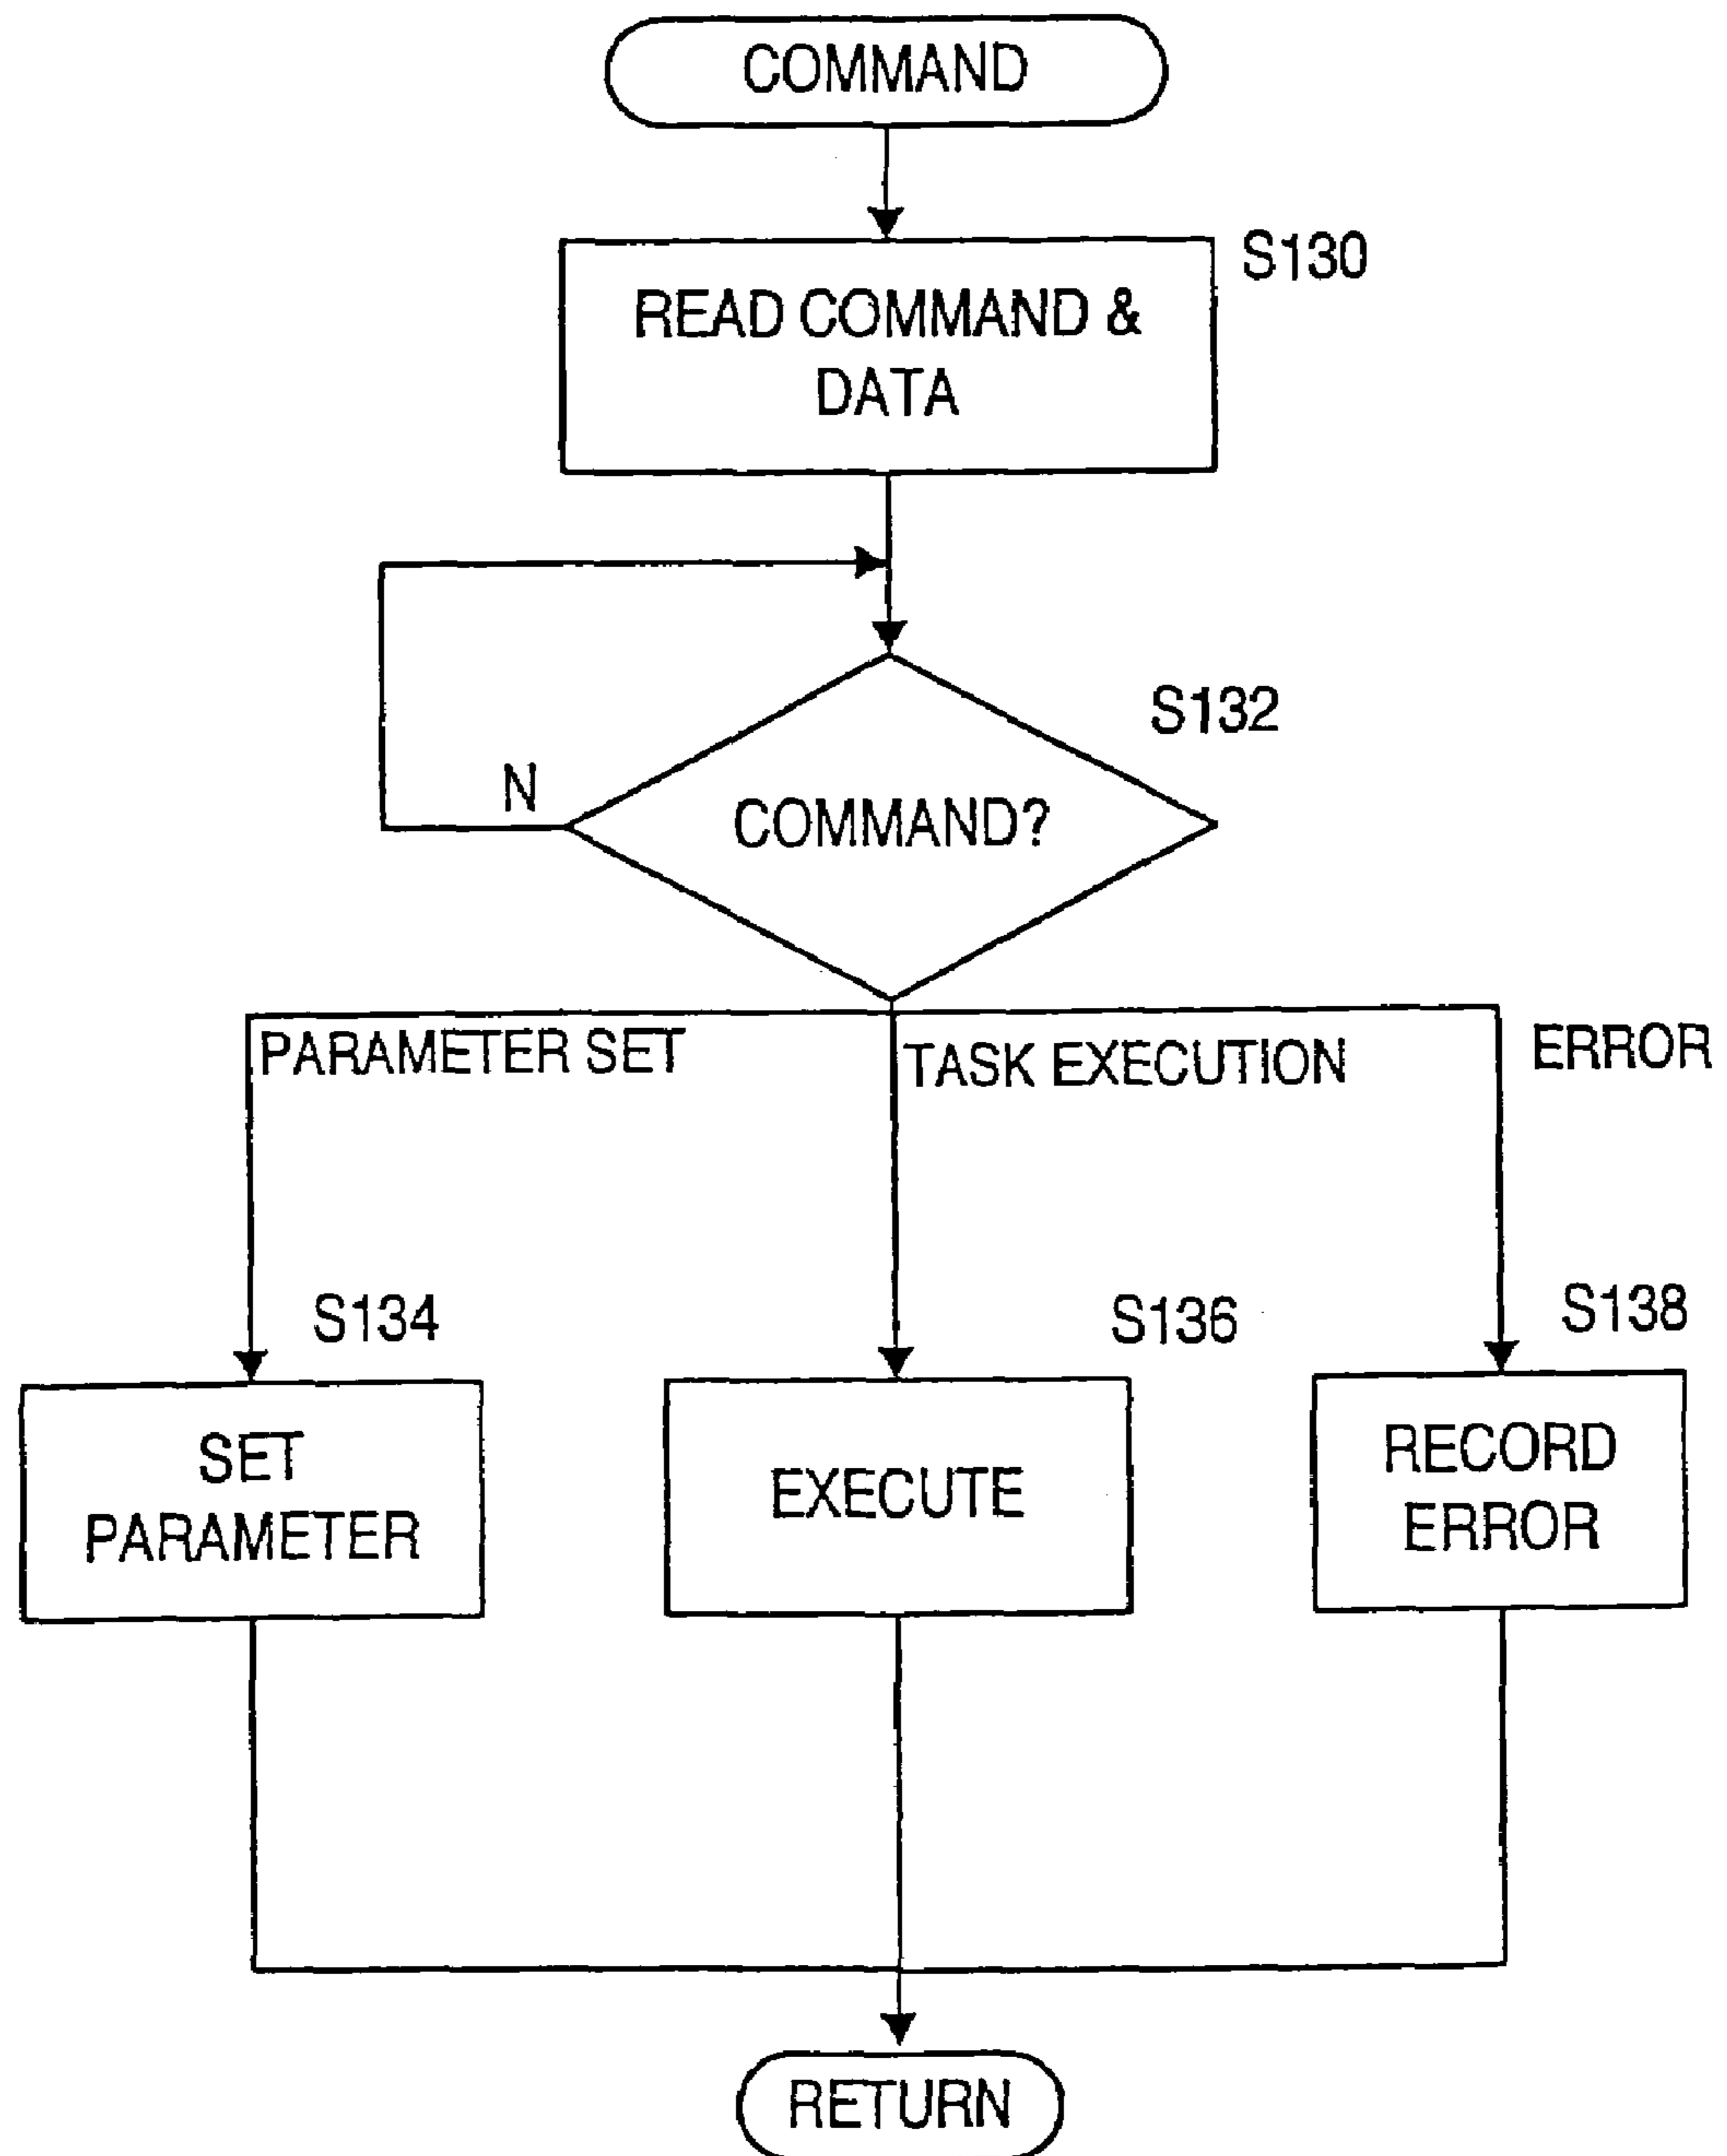 COMMAND
S130
READ COMMAND &
DATA
S132
N
COMMAND?
PARAMETER SET
TASK EXECUTION
ERROR
S134
S136
S138
SET
PARAMETER
EXECUTE
RECORD
ERROR
RETURN